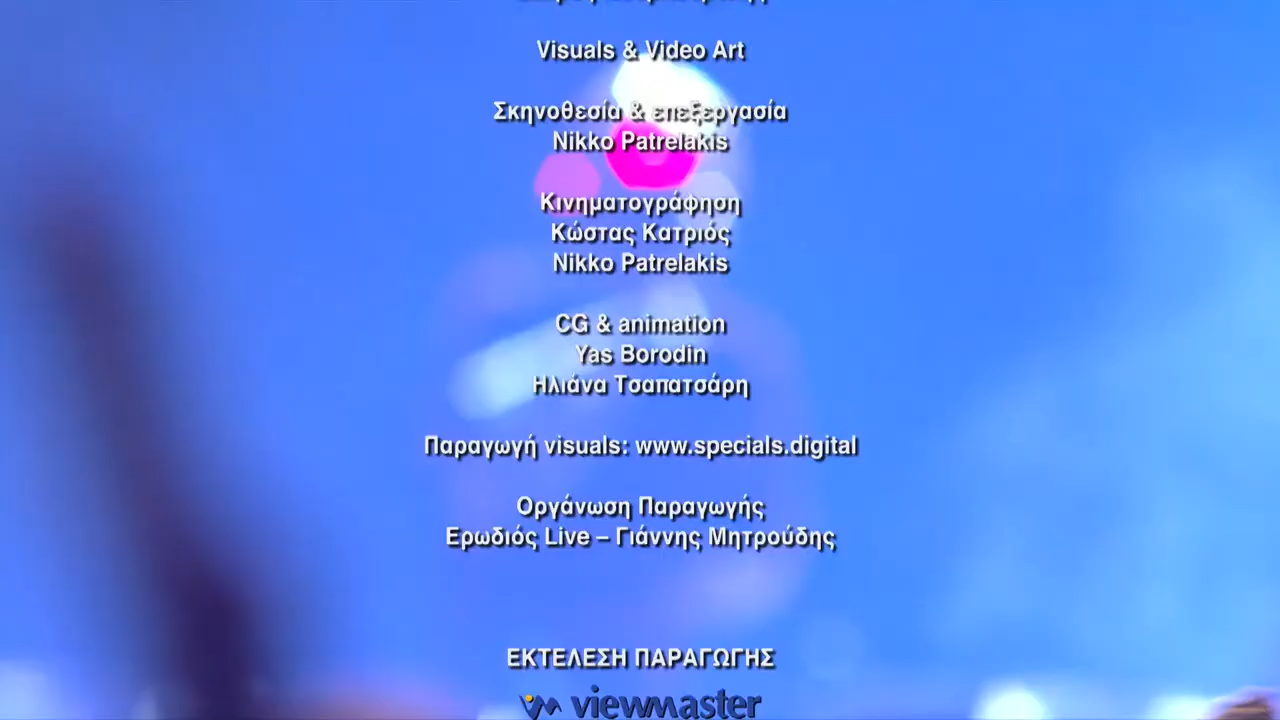 Visuals & Video Art
Σκηνοθεσία & επεξεργασία
Nikko Patrelakis
Κινηματογράφηση
Κώστας Κατριός
Nikko Patrelakis
CG & animation
Yas Borodin
Ηλιάνα Τσαπατσάρη
Παραγωγή visuals: www.specials.digital
Οργάνωση Παραγωγής
Ερωδιός Live – Γιάννης Μητρούδης
ΕΚΤΕΛΕΣΗ ΠΑΡΑΓΩΓΗΣ
viewmaster